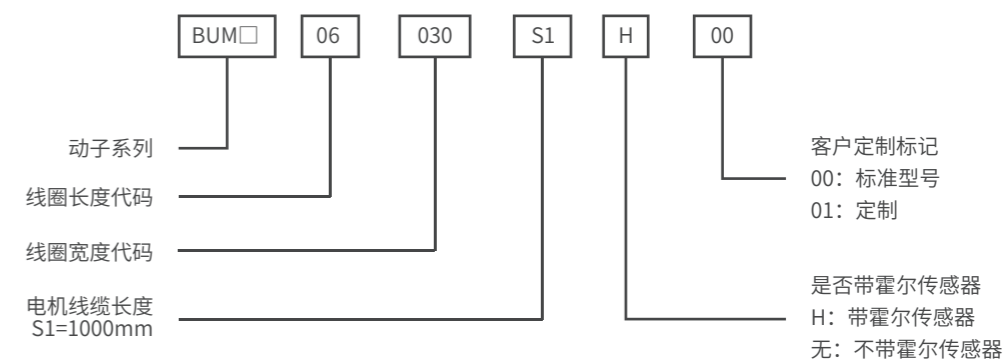 BUM□ 06 030 S1 H 00
动子系列
线圈长度代码
线圈宽度代码
电机线缆长度
S1=1000mm
客户定制标记
00：标准型号
01：定制
是否带霍尔传感器
H：带霍尔传感器
无：不带霍尔传感器